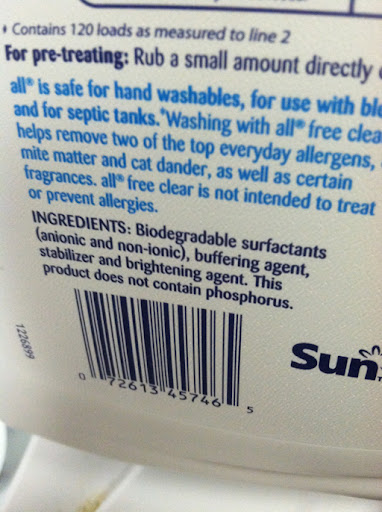 Contains 120 loads as measured to line 2
For pre-treating: Rub a small amount directly
all® is safe for hand washables, for use with
and for septic tanks.*Washing with all® free
helps remove two of the top everyday allergens,
mite matter and cat dander, as well as certain
fragrances. all® free clear is not intended to treat
or prevent allergies.
INGREDIENTS: Biodegradable surfactants
(anionic and non-ionic), buffering agent,
stabilizer and brightening agent. This
product does not contain phosphorus.
1226899
Sun
0 72613 45746 5